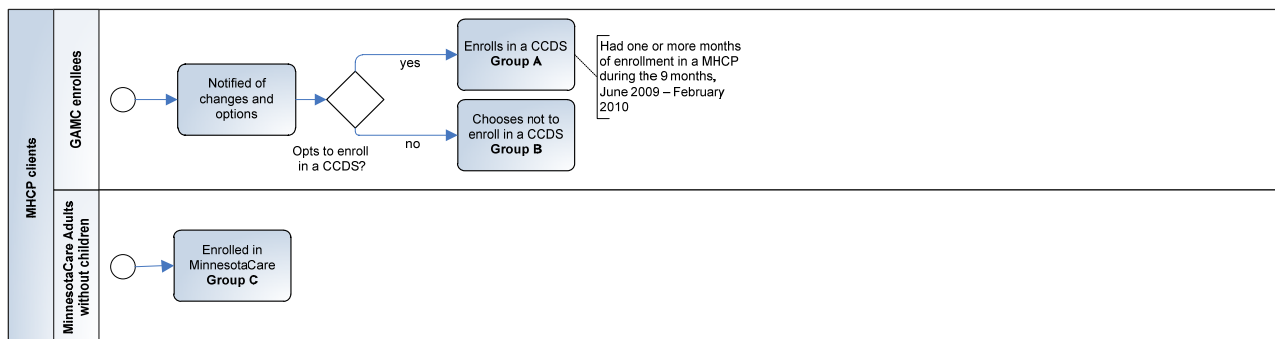 MHCP clients
GAMC enrollees
Notified of
changes and
options
Opts to enroll
in a CCDS?
yes
Enrolls in a CCDS
Group A
Had one or more months
of enrollment in a MHCP
during the 9 months,
June 2009 – February
2010
no
Chooses not to
enroll in a CCDS
Group B
MinnesotaCare Adults
without children
Enrolled in
MinnesotaCare
Group C